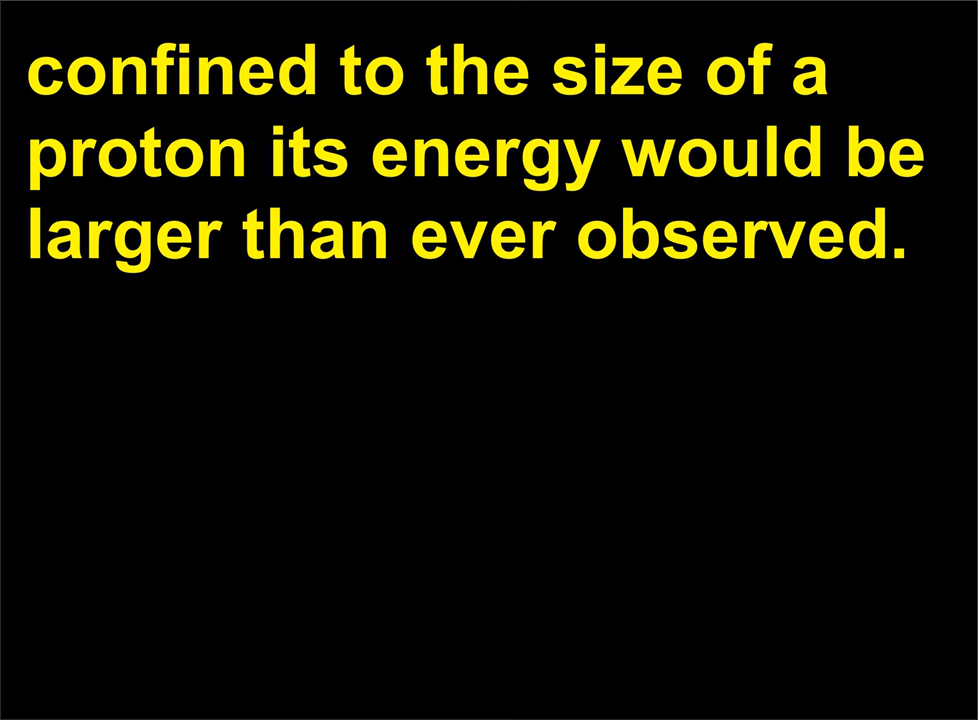 confined to the size of a
proton its energy would be
larger than ever observed.